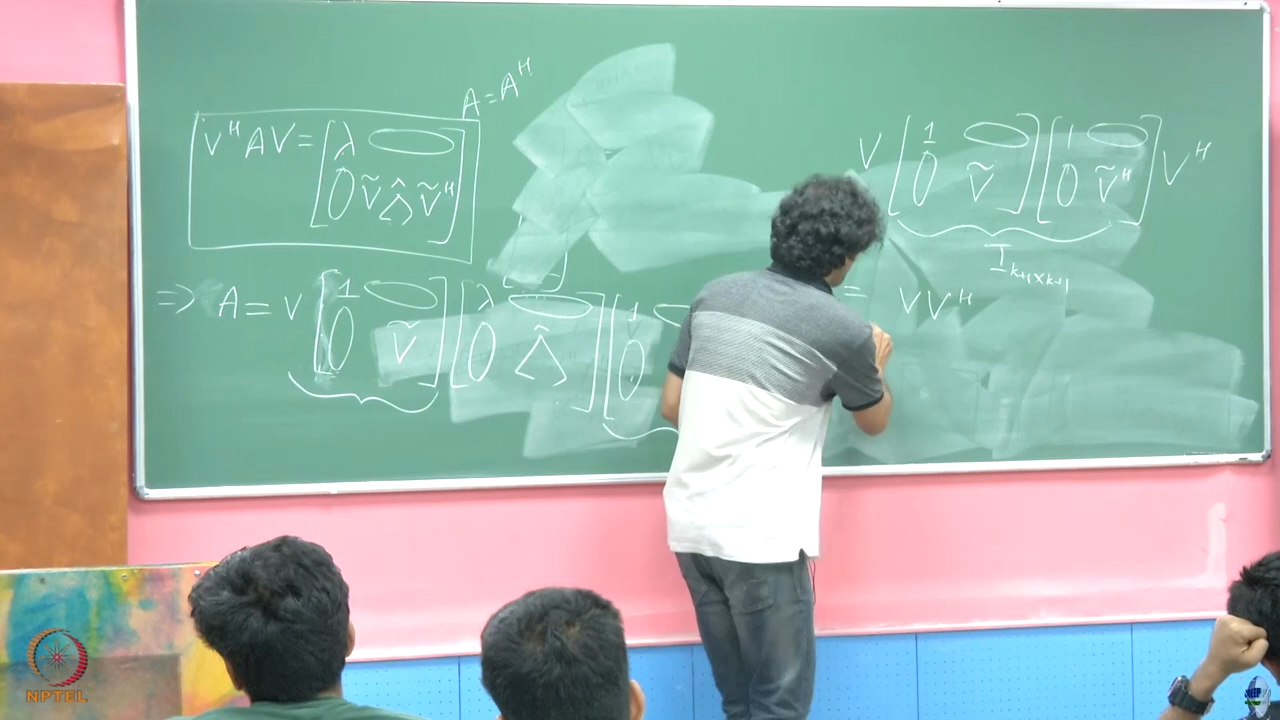 A = A^H
V^H A V = [λ 0; 0 Ṽ Λ̂ Ṽ^H]
⇒ A = V [1 0; 0 Ṽ] [λ 0; 0 Λ̂] [1 0; 0
V [1 0; 0 Ṽ] [1 0; 0 Ṽ^H] V^H
I_{k+1×k+1}
= V V^H
NPTEL